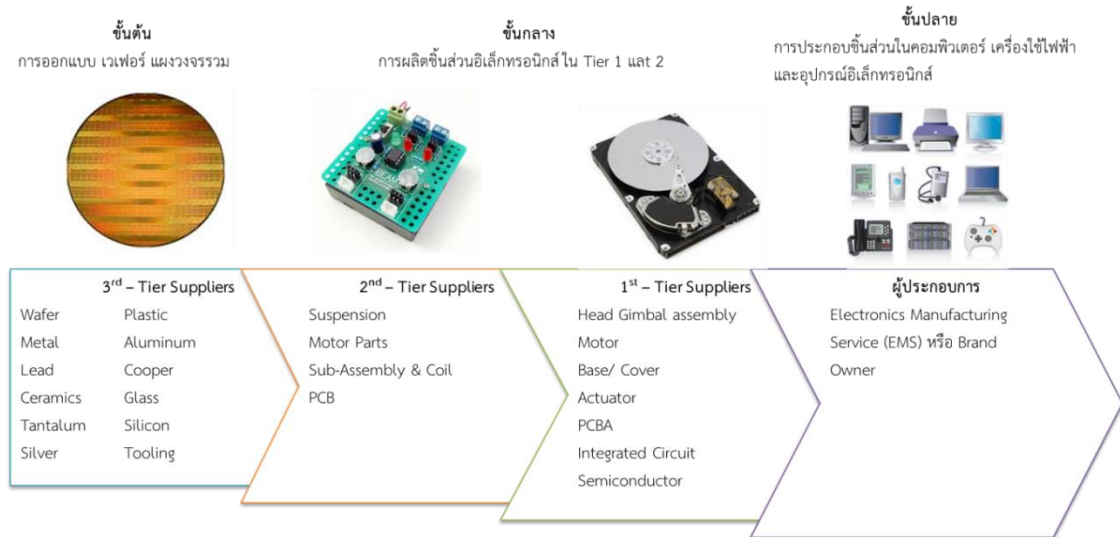 ขั้นต้น
การออกแบบ เวเฟอร์ แผงวงจรรวม
ขั้นกลาง
การผลิตชิ้นส่วนอิเล็กทรอนิกส์ ใน Tier 1 แลt 2
ขั้นปลาย
การประกอบชิ้นส่วนในคอมพิวเตอร์ เครื่องใช้ไฟฟ้า
และอุปกรณ์อิเล็กทรอนิกส์
3rd – Tier Suppliers
Wafer Plastic
Metal Aluminum
Lead Cooper
Ceramics Glass
Tantalum Silicon
Silver Tooling
2nd – Tier Suppliers
Suspension
Motor Parts
Sub-Assembly & Coil
PCB
1st – Tier Suppliers
Head Gimbal assembly
Motor
Base/ Cover
Actuator
PCBA
Integrated Circuit
Semiconductor
ผู้ประกอบการ
Electronics Manufacturing
Service (EMS) หรือ Brand
Owner